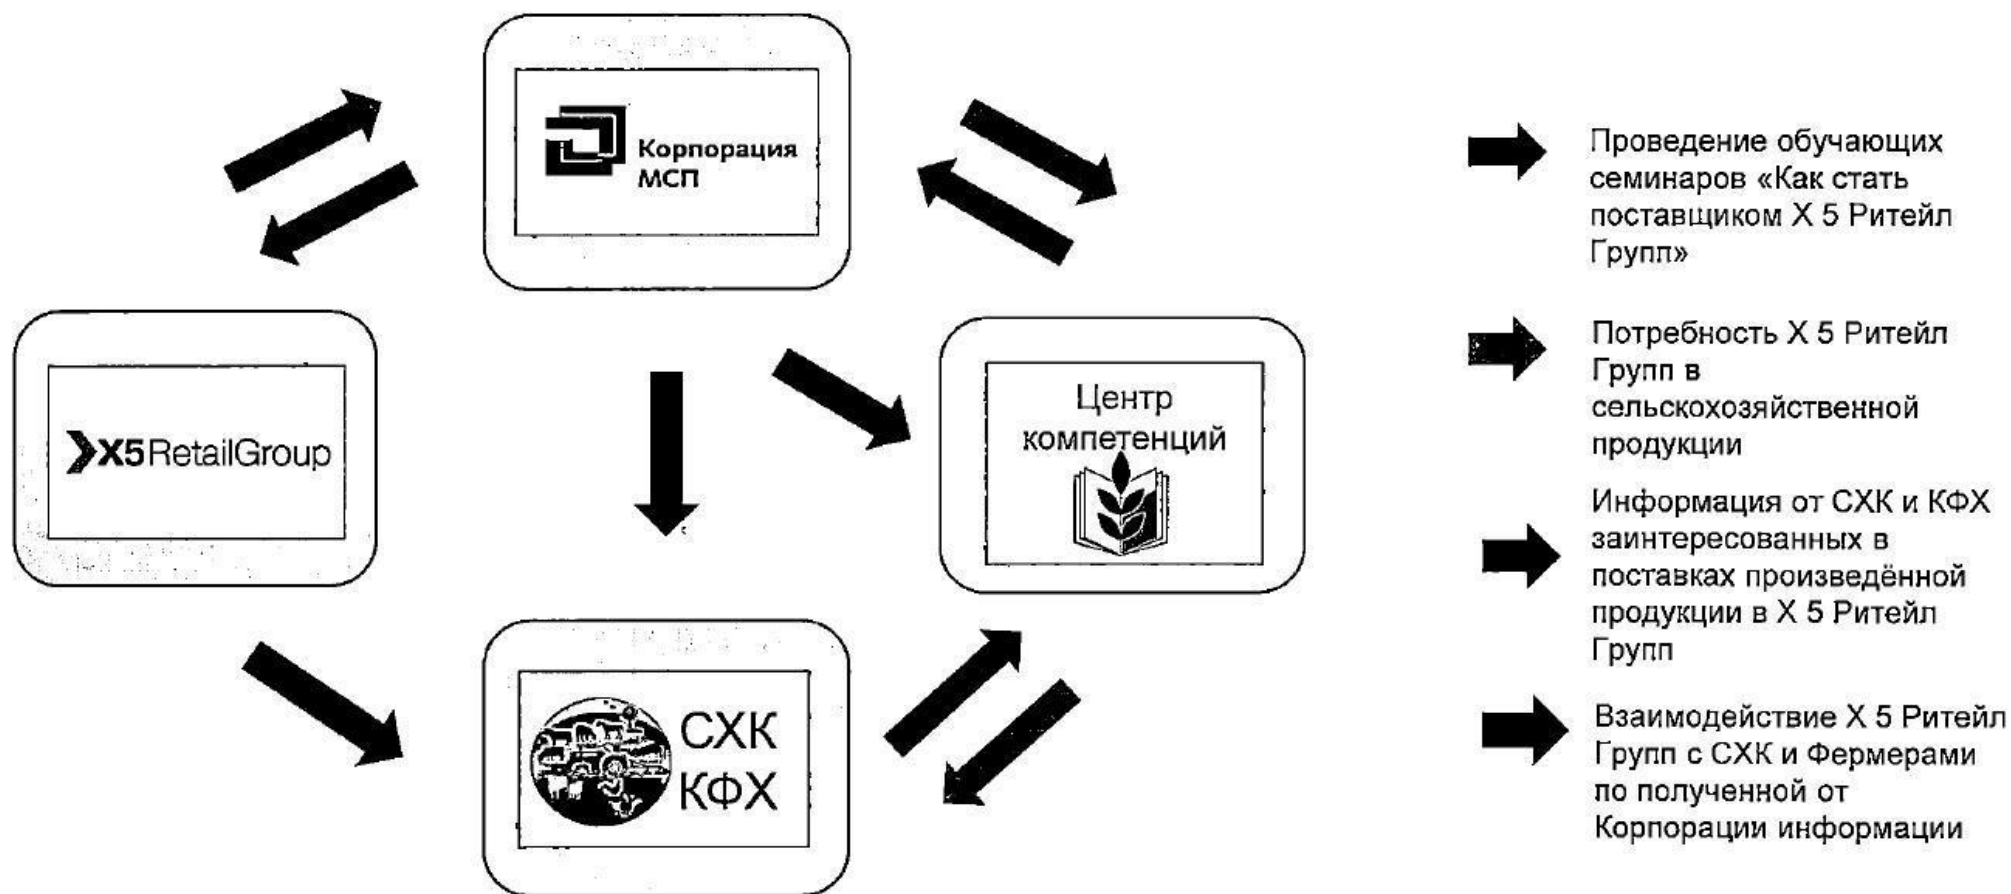 Корпорация
МСП
X5RetailGroup
Центр
компетенций
СХК
КФХ
Проведение обучающих
семинаров «Как стать
поставщиком Х 5 Ритейл
Групп»
Потребность Х 5 Ритейл
Групп в
сельскохозяйственной
продукции
Информация от СХК и КФХ
заинтересованных в
поставках произведённой
продукции в Х 5 Ритейл
Групп
Взаимодействие Х 5 Ритейл
Групп с СХК и Фермерами
по полученной от
Корпорации информации